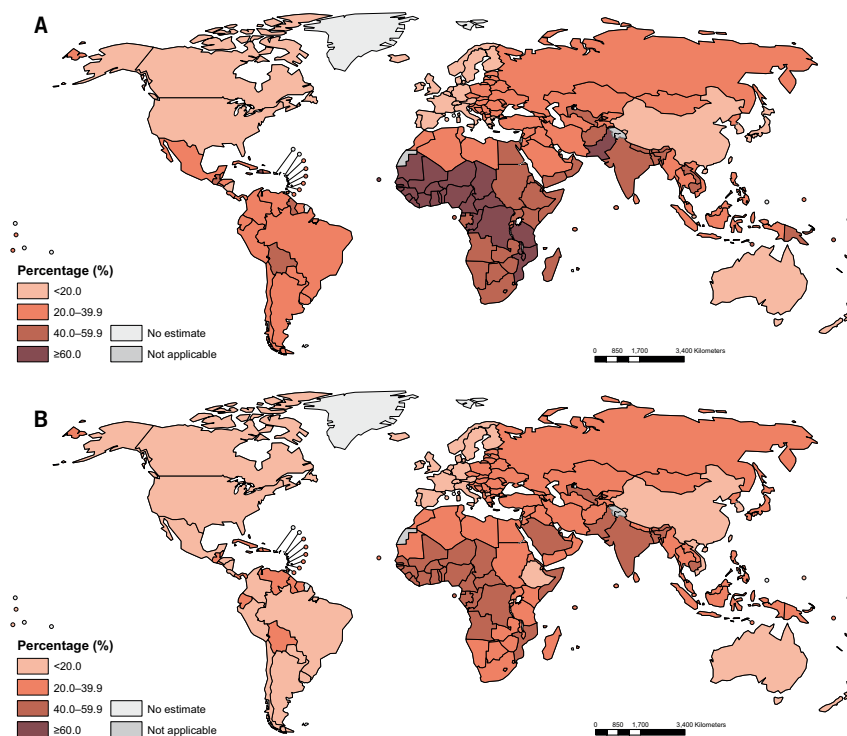 A
Percentage (%)
<20.0
20.0–39.9
40.0–59.9
No estimate
≥60.0
Not applicable
0 850 1,700 3,400 Kilometers
B
Percentage (%)
<20.0
20.0–39.9
40.0–59.9
No estimate
≥60.0
Not applicable
0 850 1,700 3,400 Kilometers